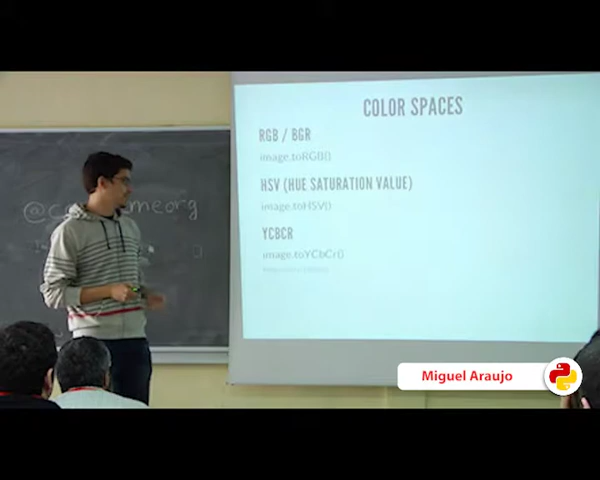 COLOR SPACES
RGB / BGR
image.toRGB()
HSV (HUE SATURATION VALUE)
image.toHSV()
YCBCR
image.toYCbCr()
Miguel Araujo